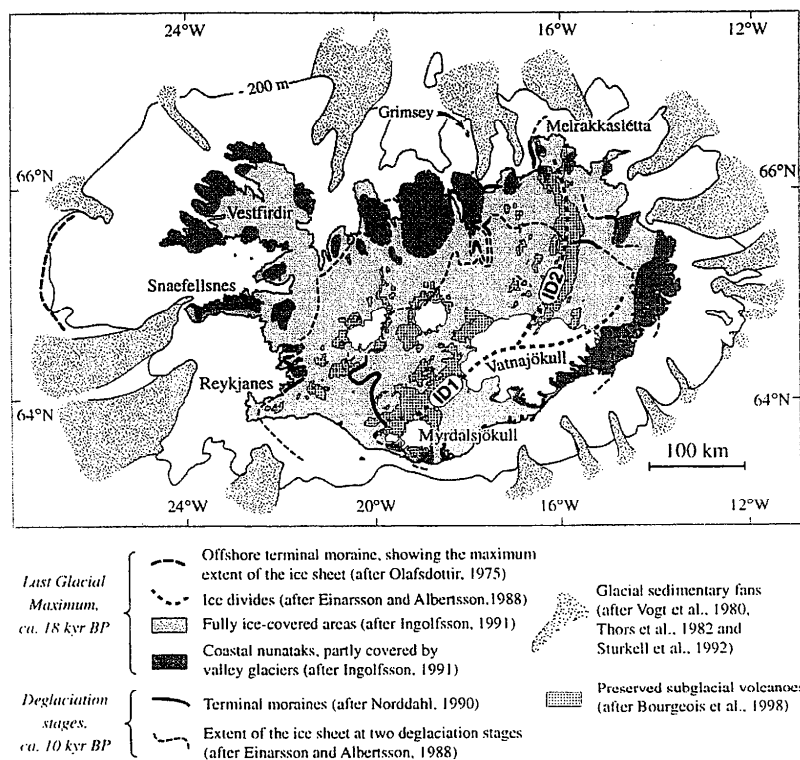 24°W
16°W
12°W
- 200 m
Grimsey
Melrakkaslétta
66°N
66°N
Vestfirdir
Snaefellsnes
ID2
Vatnajökull
Reykjanes
64°N
ID1
64°N
Myrdalsjökull
100 km
24°W
20°W
16°W
12°W
Last Glacial
Maximum,
ca. 18 kyr BP
Offshore terminal moraine, showing the maximum
extent of the ice sheet (after Olafsdottir, 1975)
Ice divides (after Einarsson and Albertsson,1988)
Fully ice-covered areas (after Ingolfsson, 1991)
Coastal nunataks, partly covered by
valley glaciers (after Ingolfsson, 1991)
Deglaciation
stages,
ca. 10 kyr BP
Terminal moraines (after Norddahl, 1990)
Extent of the ice sheet at two deglaciation stages
(after Einarsson and Albertsson, 1988)
Glacial sedimentary fans
(after Vogt et al., 1980,
Thors et al., 1982 and
Sturkell et al., 1992)
Preserved subglacial volcanoes
(after Bourgeois et al., 1998)